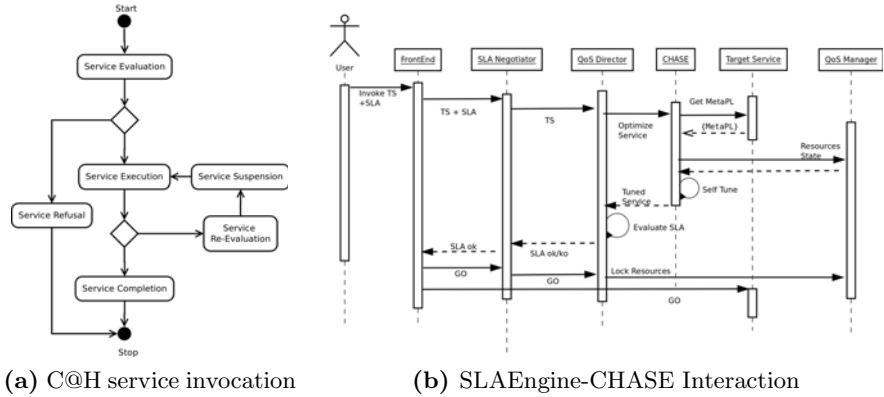 Start
Service Evaluation
Service Execution
Service Suspension
Service Refusal
Service
Re-Evaluation
Service Completion
Stop
(a) C@H service invocation
User
FrontEnd
SLA Negotiator
QoS Director
CHASE
Target Service
QoS Manager
Invoke TS
+SLA
TS + SLA
TS
Optimize
Service
Get MetaPL
{MetaPL}
Resources
State
Self Tune
Tuned
Service
Evaluate SLA
SLA ok
SLA ok/ko
GO
GO
Lock Resources
GO
(b) SLAEngine-CHASE Interaction